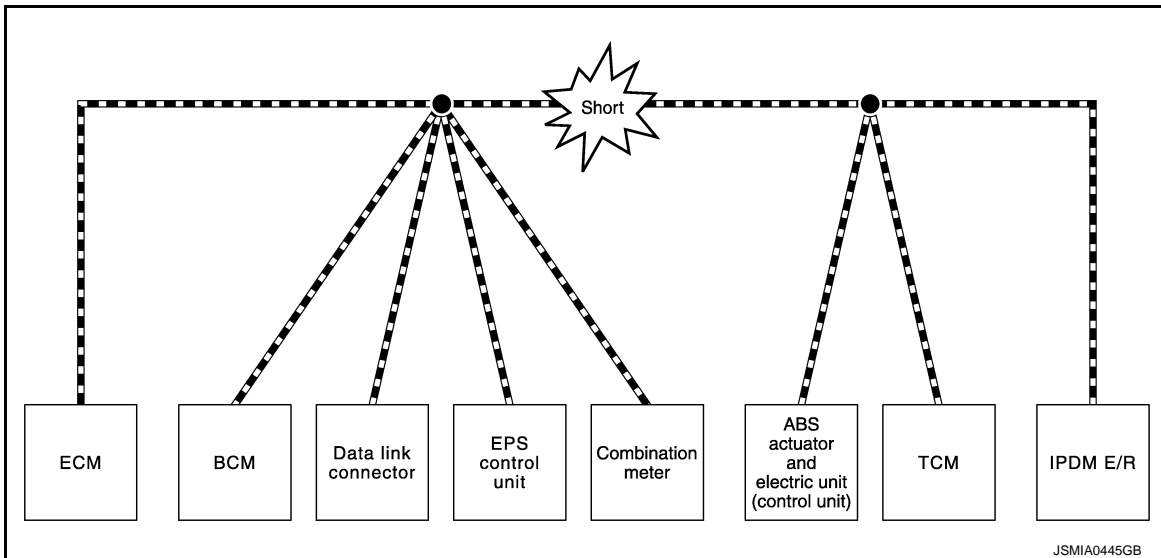 Short
ECM
BCM
Data link
connector
EPS
control
unit
Combination
meter
ABS
actuator
and
electric unit
(control unit)
TCM
IPDM E/R
JSMIA0445GB